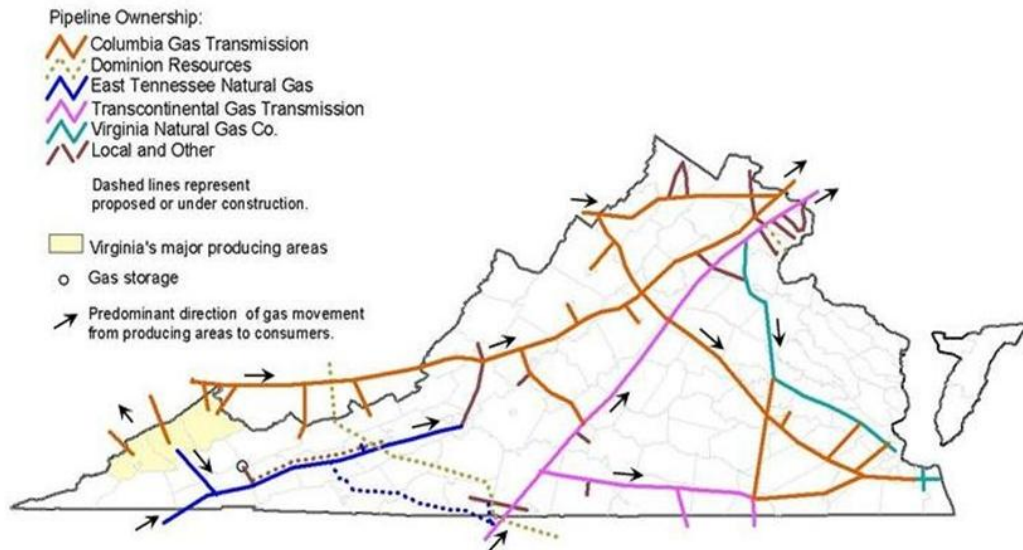 Pipeline Ownership:
Columbia Gas Transmission
Dominion Resources
East Tennessee Natural Gas
Transcontinental Gas Transmission
Virginia Natural Gas Co.
Local and Other
Dashed lines represent
proposed or under construction.
Virginia's major producing areas
Gas storage
Predominant direction of gas movement
from producing areas to consumers.